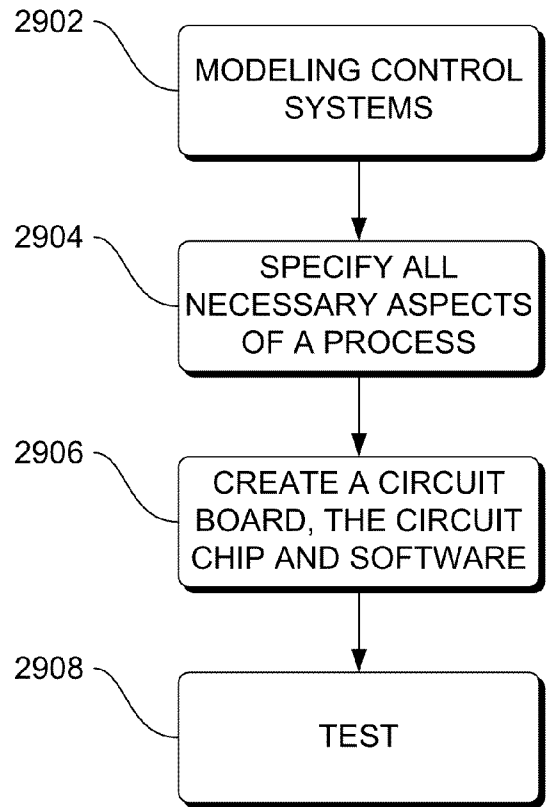 2902
MODELING CONTROL
SYSTEMS
2904
SPECIFY ALL
NECESSARY ASPECTS
OF A PROCESS
2906
CREATE A CIRCUIT
BOARD, THE CIRCUIT
CHIP AND SOFTWARE
2908
TEST